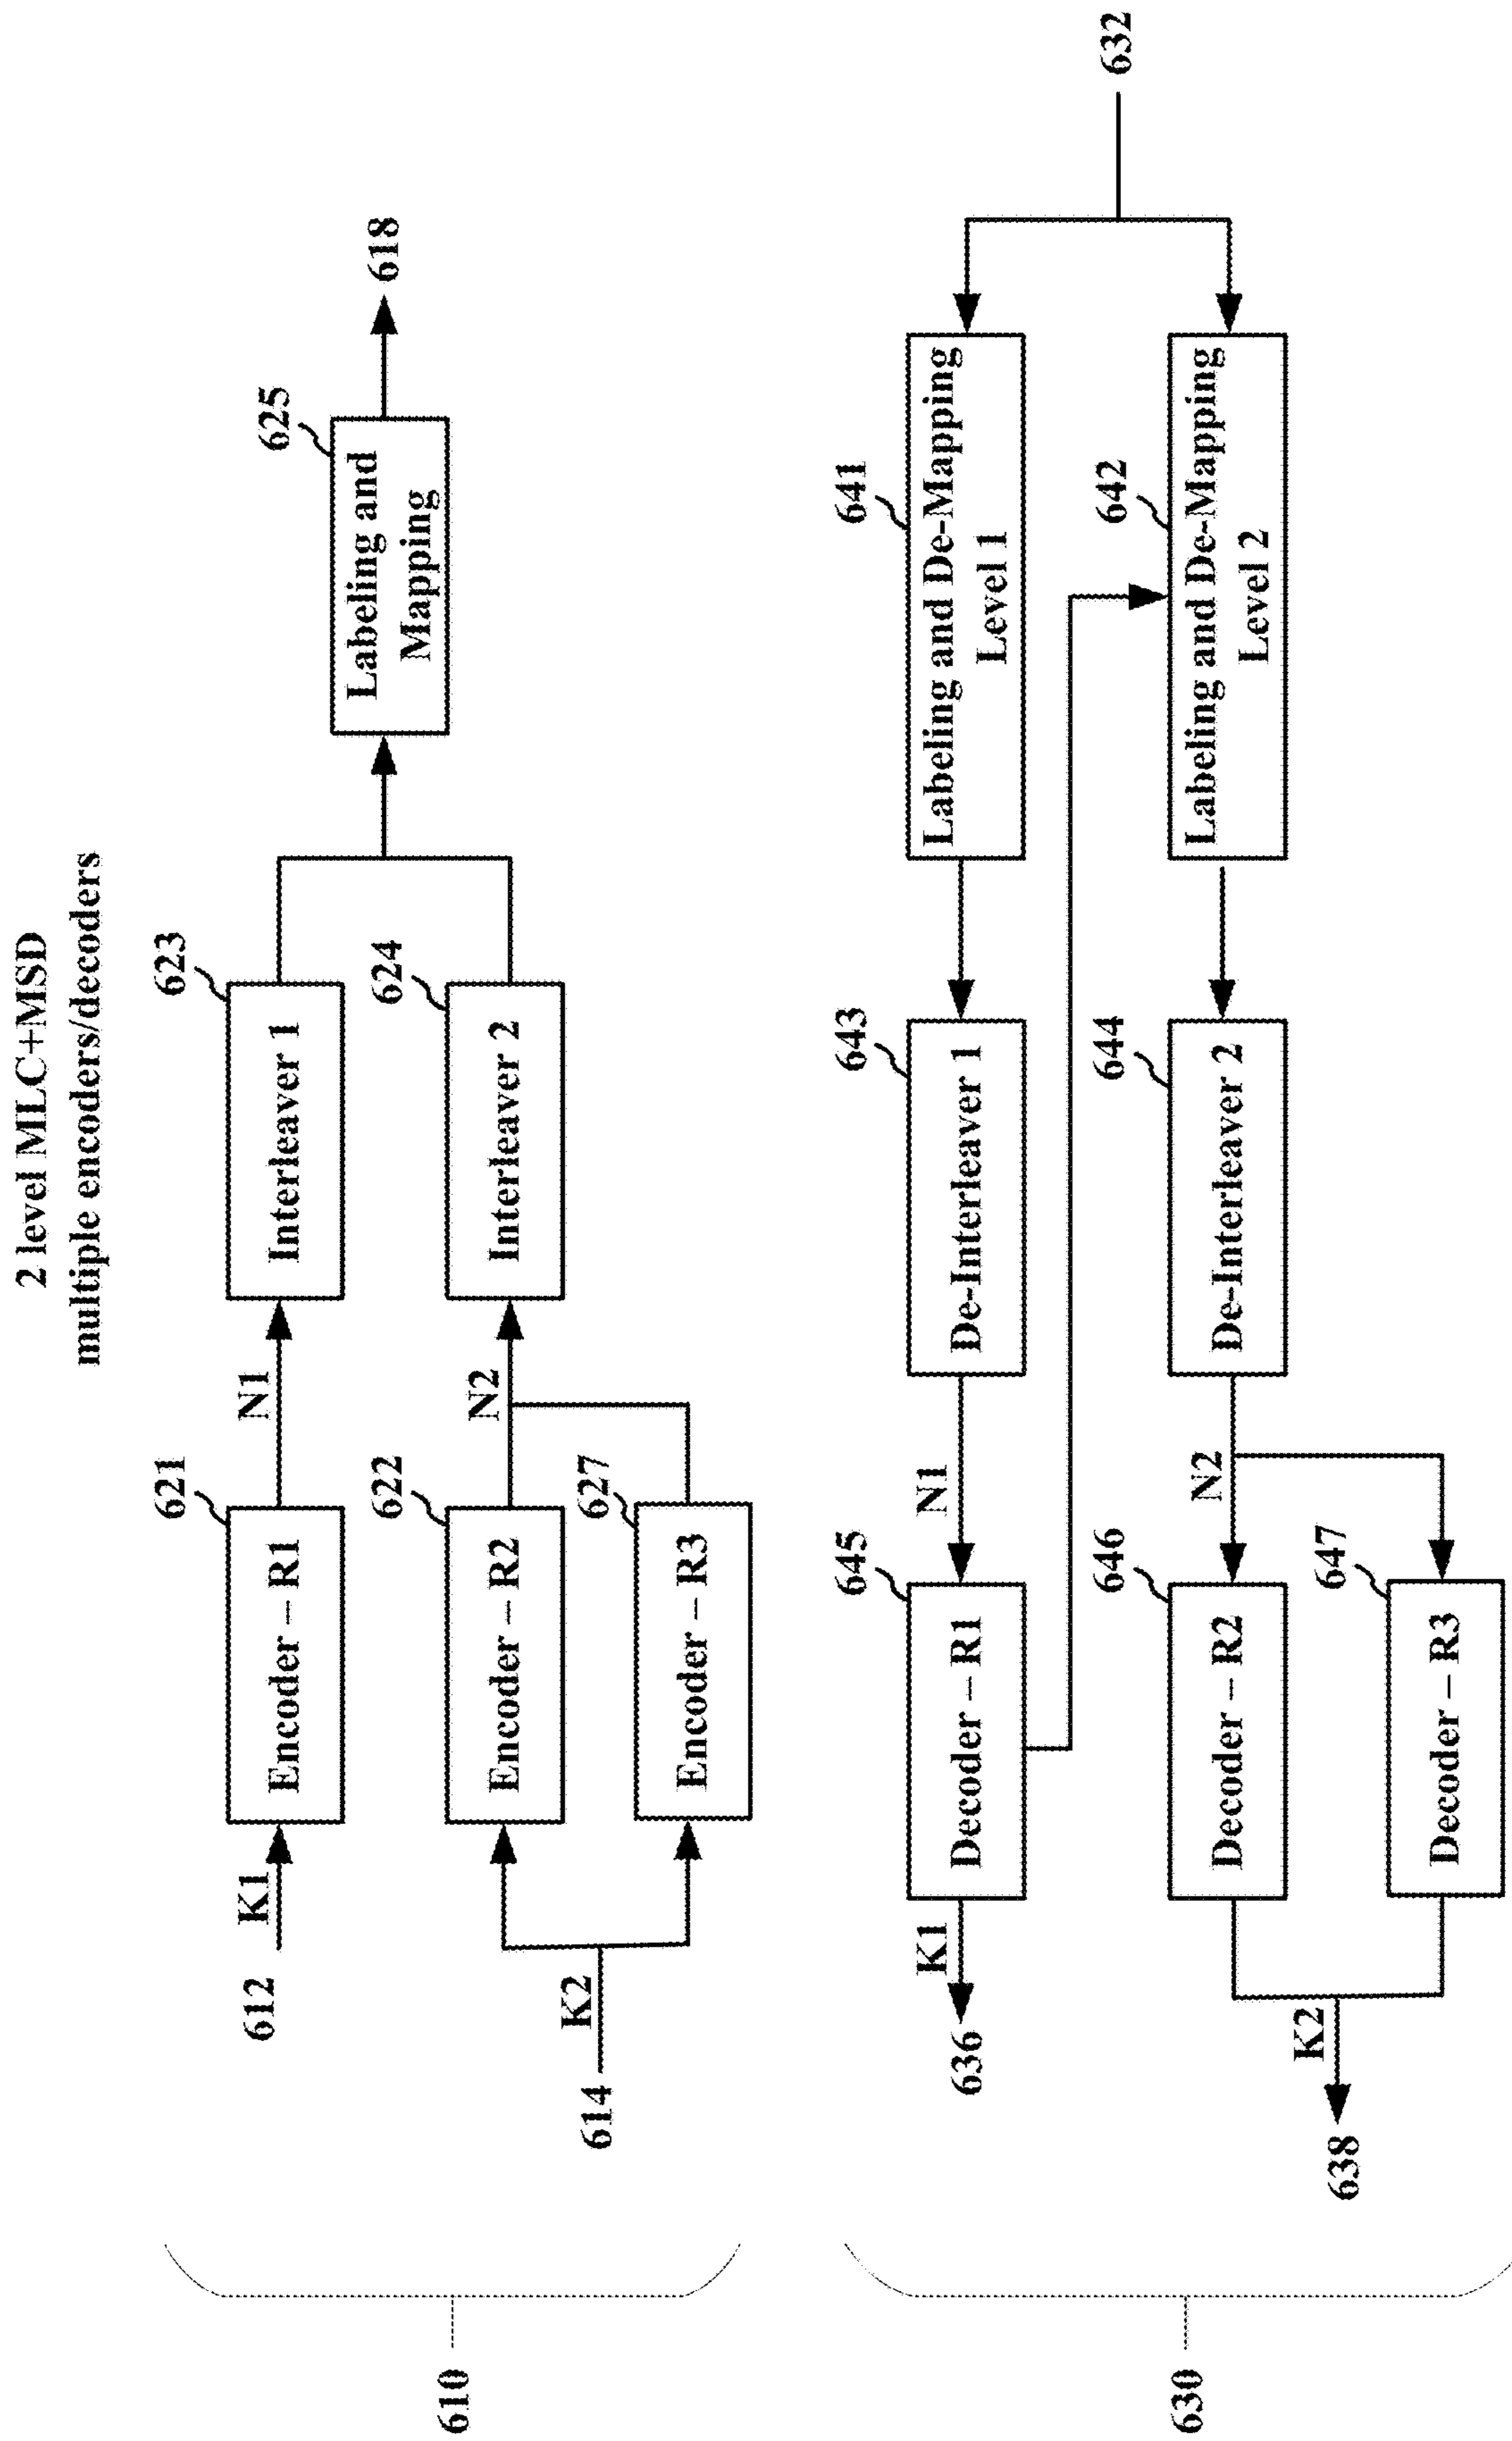 2 level MLC+MSD
multiple encoders/decoders
610
612
K1
621
Encoder – R1
N1
623
Interleaver 1
614
K2
622
Encoder – R2
N2
624
Interleaver 2
627
Encoder – R3
625
Labeling and
Mapping
618
630
636
K1
645
Decoder – R1
N1
643
De-Interleaver 1
641
Labeling and De-Mapping
Level 1
632
638
K2
646
Decoder – R2
N2
644
De-Interleaver 2
642
Labeling and De-Mapping
Level 2
647
Decoder – R3